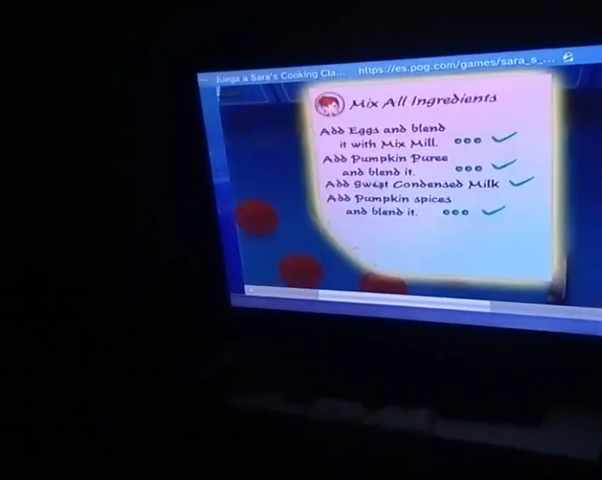 Juega a Sara's Cooking Cla... https://es.pog.com/games/sara_s_...
Mix All Ingredients
Add Eggs and blend
it with Mix Mill.
Add Pumpkin Puree
and blend it.
Add Sweat Condensed Milk
Add Pumpkin spices
and blend it.